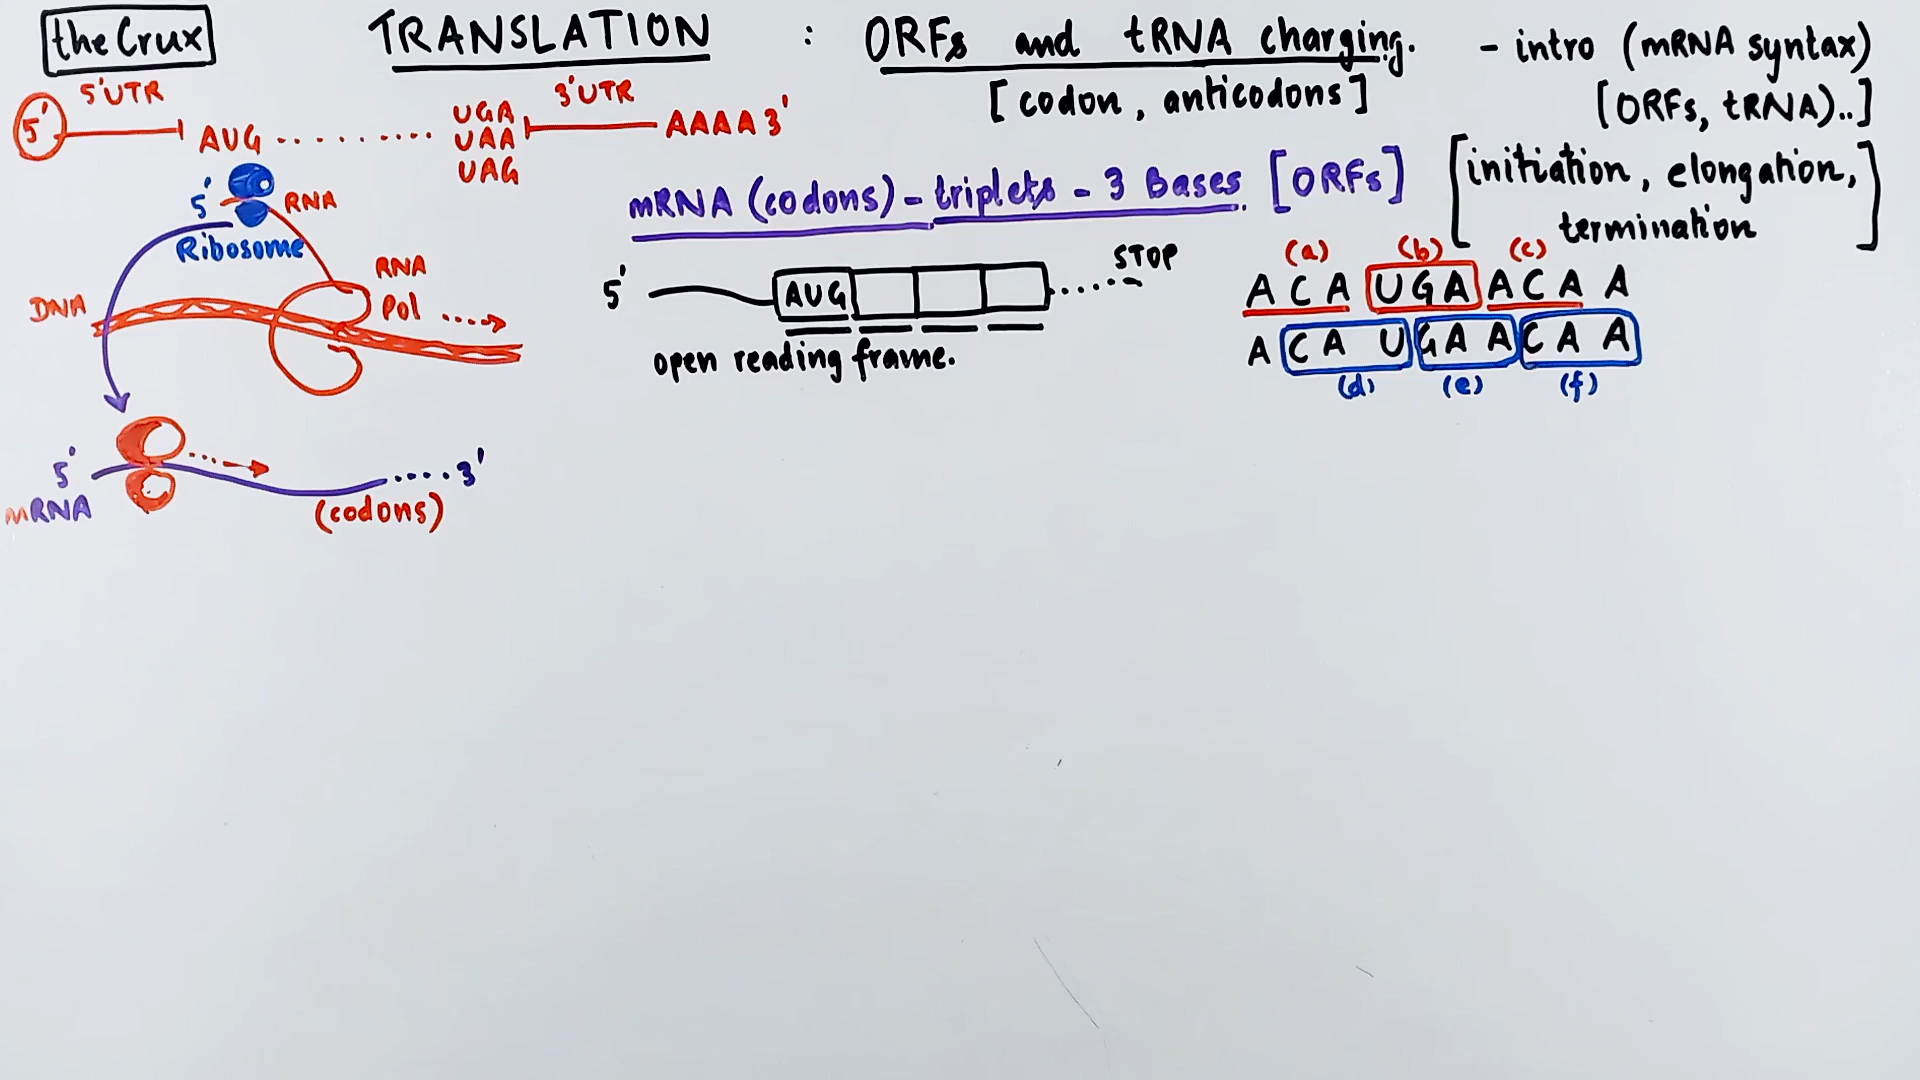 the Crux
TRANSLATION : ORFs and tRNA charging.
[codon, anticodons]
- intro (mRNA syntax)
[ORFs, tRNA)..]
[initiation, elongation,
termination]
5' 5'UTR AUG ........ UGA 3'UTR AAAA 3'
UAA
UAG
5' RNA
Ribosome
RNA
Pol
DNA
5' ....3'
mRNA
(codons)
mRNA (codons) - triplets - 3 Bases [ORFs]
5' AUG ...... STOP
open reading frame.
(a) (b) (c)
A C A U G A A C A A
A C A U G A A C A A
(d) (e) (f)